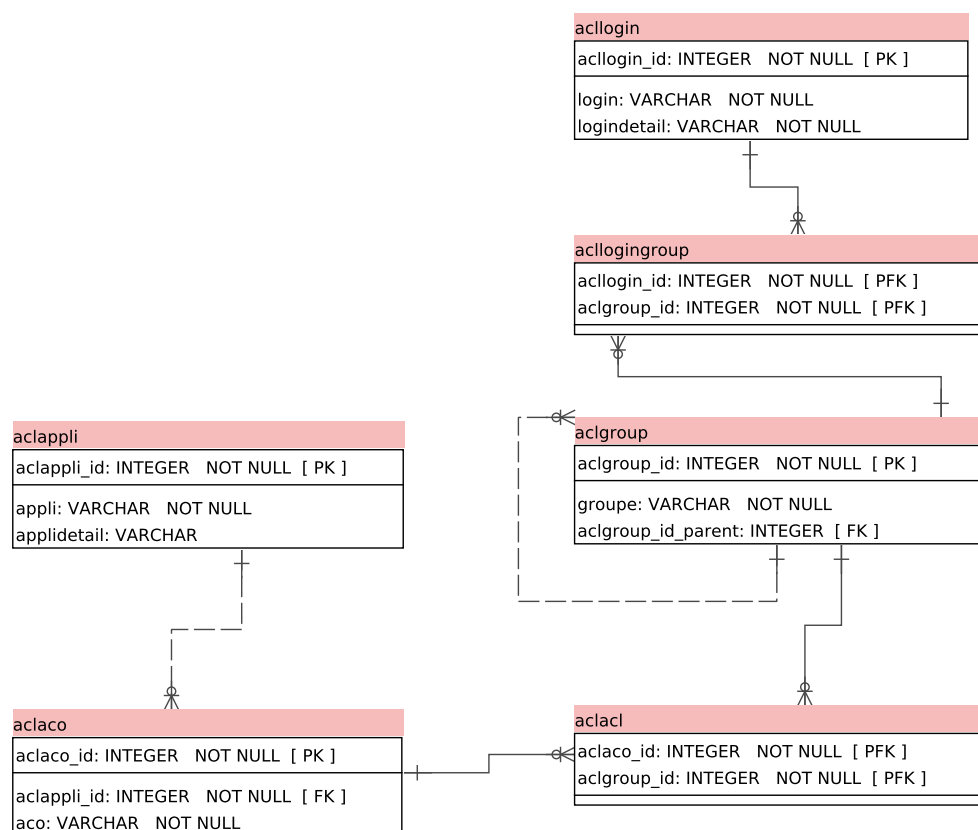 acllogin
acllogin_id: INTEGER NOT NULL [ PK ]
login: VARCHAR NOT NULL
logindetail: VARCHAR NOT NULL
acllogingroup
acllogin_id: INTEGER NOT NULL [ PFK ]
aclgroup_id: INTEGER NOT NULL [ PFK ]
aclgroup
aclgroup_id: INTEGER NOT NULL [ PK ]
groupe: VARCHAR NOT NULL
aclgroup_id_parent: INTEGER [ FK ]
aclappli
aclappli_id: INTEGER NOT NULL [ PK ]
appli: VARCHAR NOT NULL
applidetail: VARCHAR
aclaco
aclaco_id: INTEGER NOT NULL [ PK ]
aclappli_id: INTEGER NOT NULL [ FK ]
aco: VARCHAR NOT NULL
aclacl
aclaco_id: INTEGER NOT NULL [ PFK ]
aclgroup_id: INTEGER NOT NULL [ PFK ]